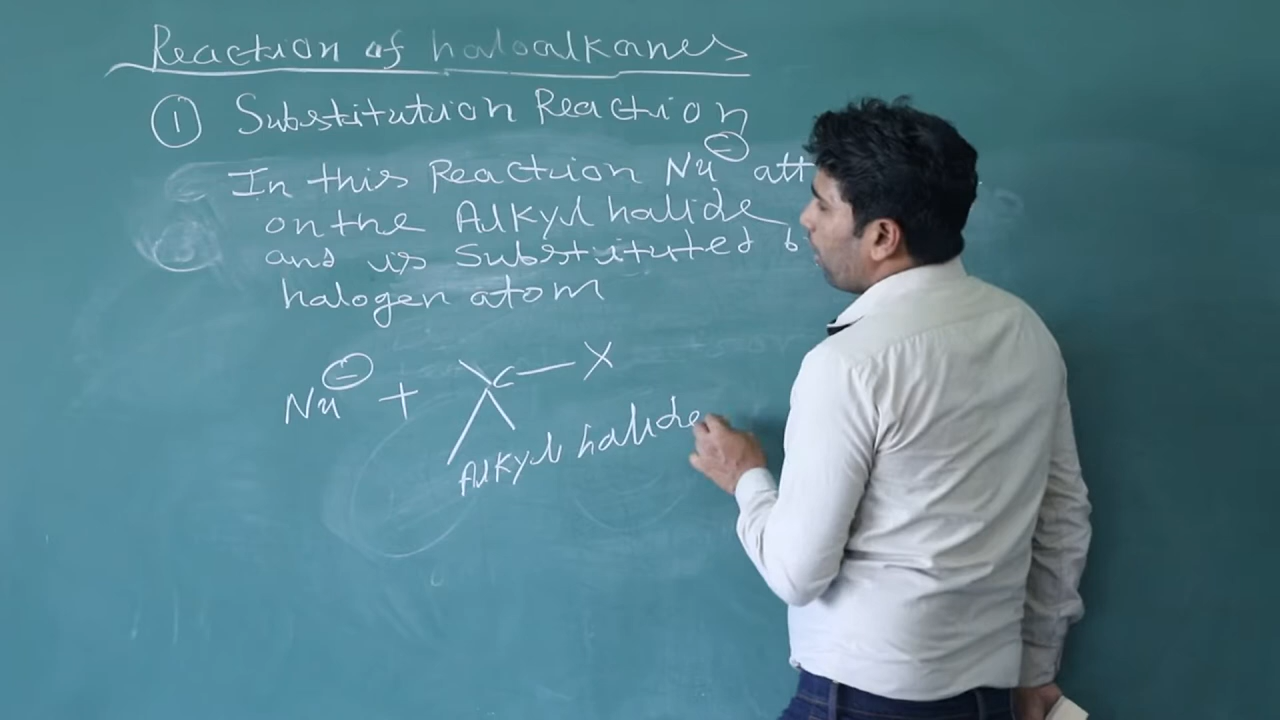 Reaction of haloalkanes
① Substitution Reaction
In this Reaction Nu⊖ att
on the Alkyl halide
and is Substituted b
halogen atom
Nu⊖ + C—X
Alkyl halide